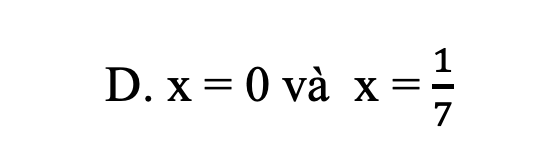 D. x = 0 và x = 1/7